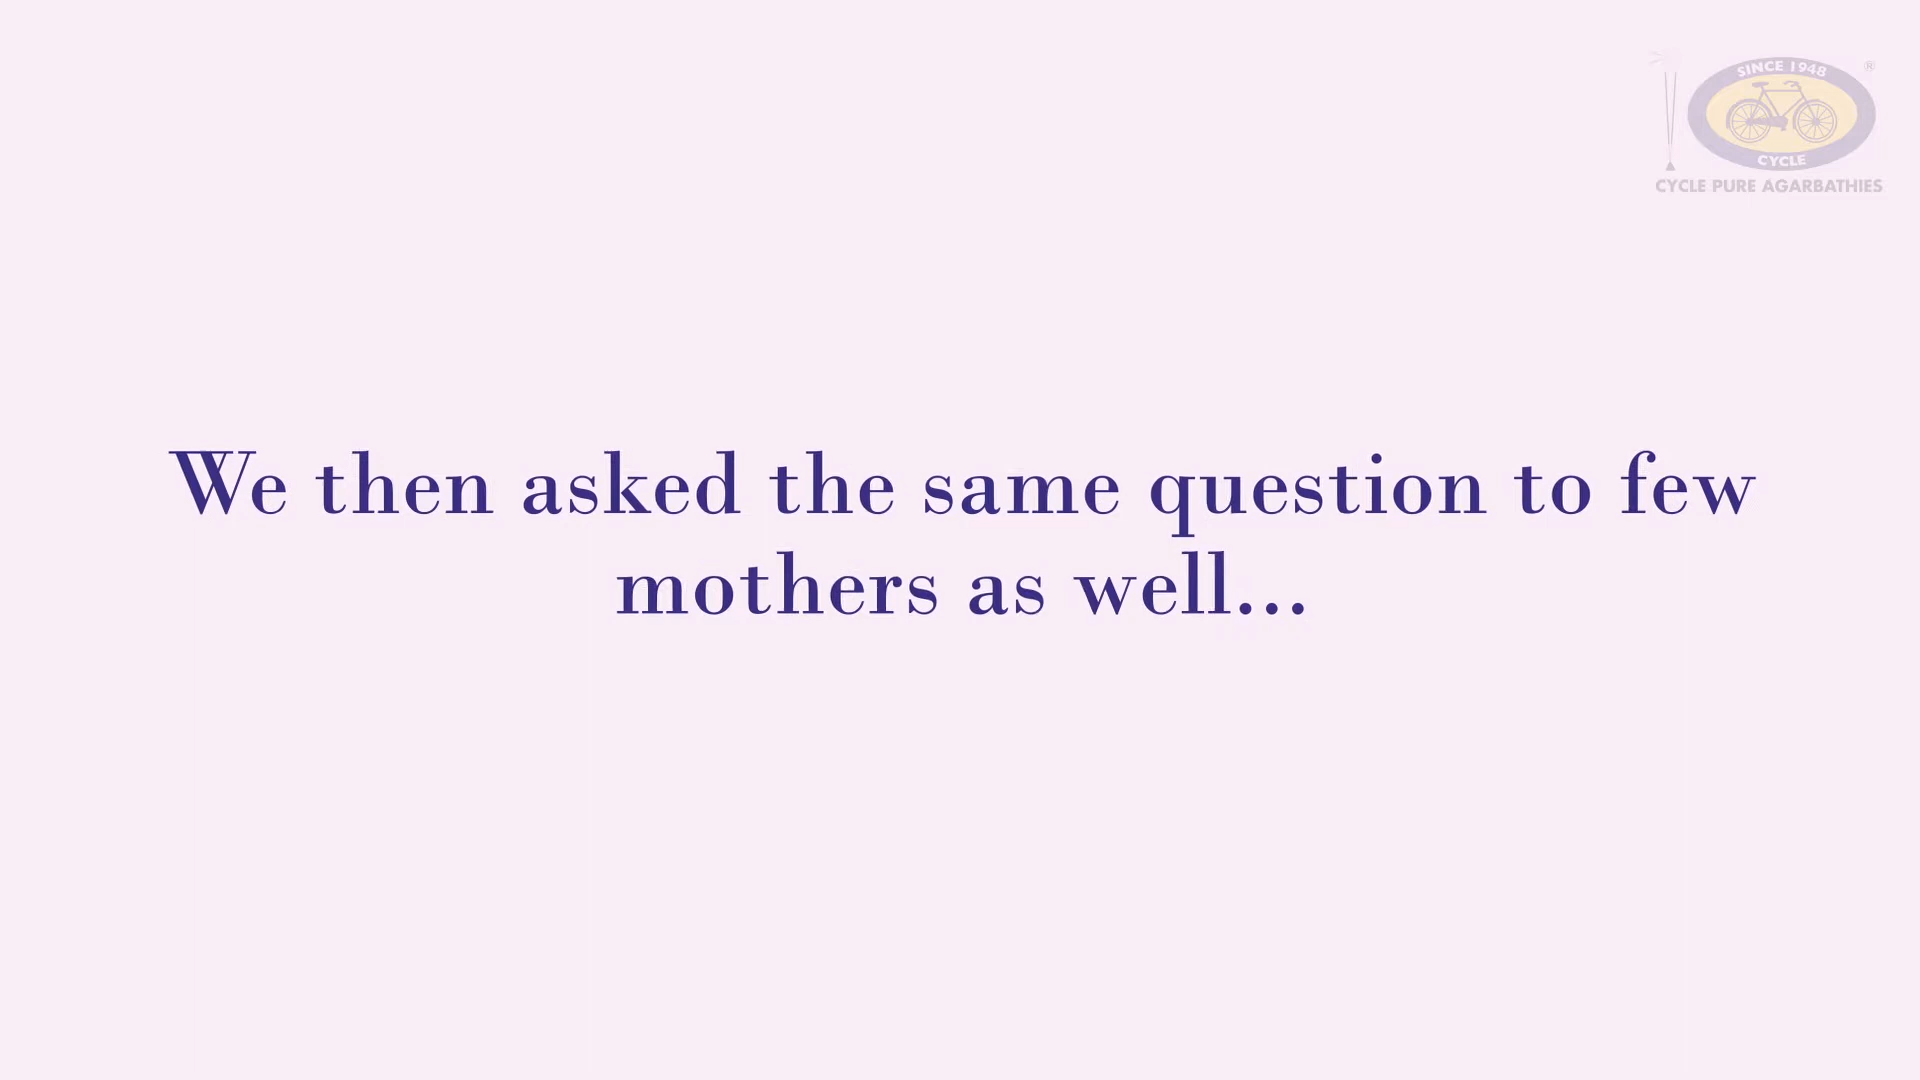 SINCE 1948
®
CYCLE
CYCLE PURE AGARBATHIES
We then asked the same question to few
mothers as well...